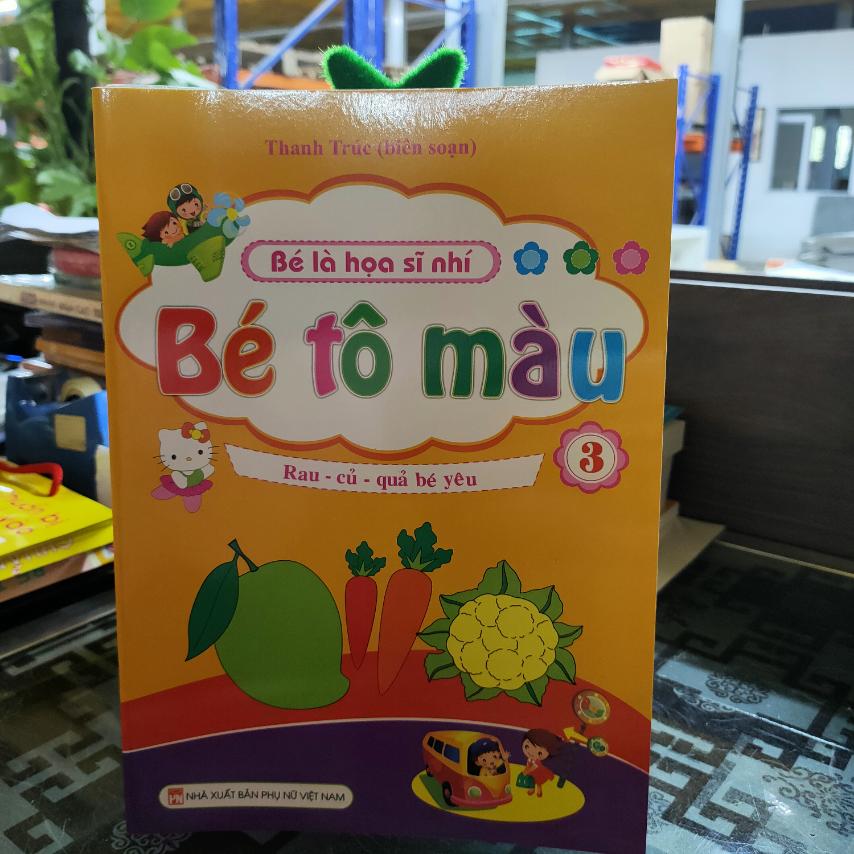 Thanh Trúc (biên soạn)
Bé là họa sĩ nhí
Bé tô màu
3
Rau - củ - quả bé yêu
NHÀ XUẤT BẢN PHỤ NỮ VIỆT NAM